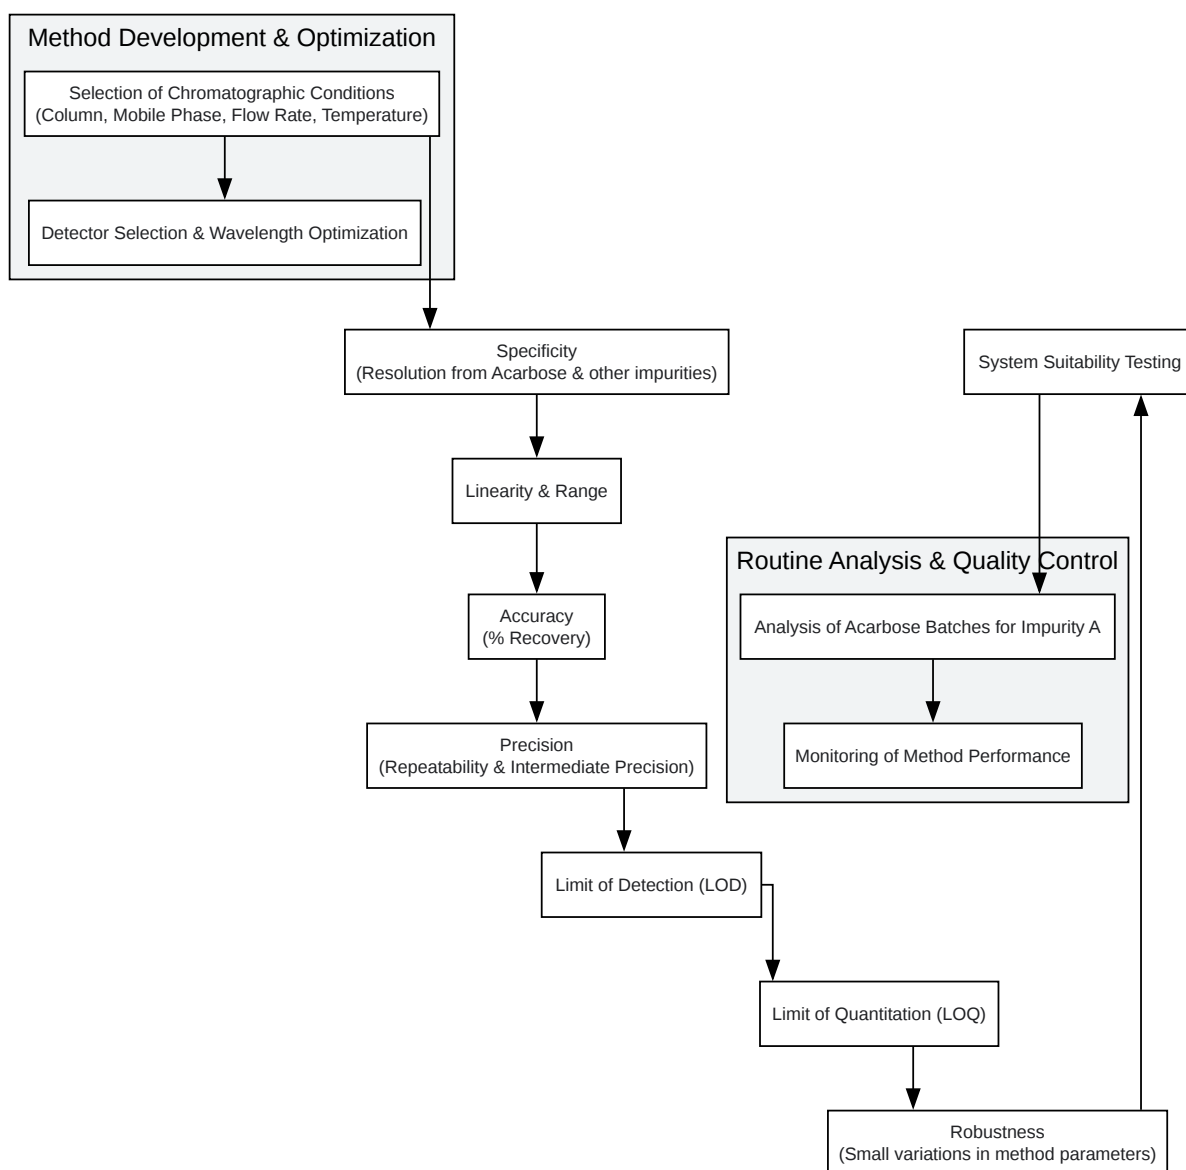 Method Development & Optimization
Selection of Chromatographic Conditions
(Column, Mobile Phase, Flow Rate, Temperature)
Detector Selection & Wavelength Optimization
Specificity
(Resolution from Acarbose & other impurities)
System Suitability Testing
Linearity & Range
Routine Analysis & Quality Control
Accuracy
(% Recovery)
Analysis of Acarbose Batches for Impurity A
Precision
(Repeatability & Intermediate Precision)
Monitoring of Method Performance
Limit of Detection (LOD)
Limit of Quantitation (LOQ)
Robustness
(Small variations in method parameters)